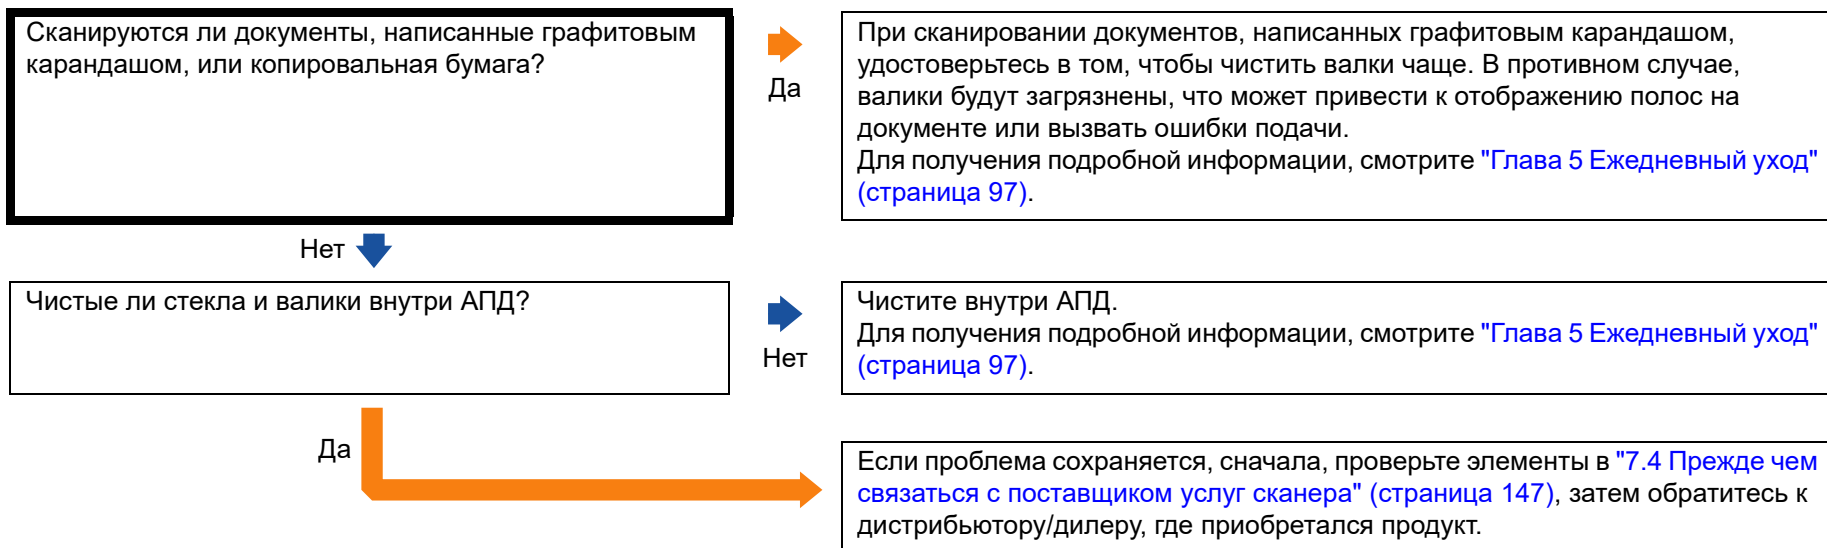 Сканируются ли документы, написанные графитовым
карандашом, или копировальная бумага?
Да
При сканировании документов, написанных графитовым карандашом,
удостоверьтесь в том, чтобы чистить валки чаще. В противном случае,
валики будут загрязнены, что может привести к отображению полос на
документе или вызвать ошибки подачи.
Для получения подробной информации, смотрите "Глава 5 Ежедневный уход"
(страница 97).
Нет
Чистые ли стекла и валики внутри АПД?
Нет
Чистите внутри АПД.
Для получения подробной информации, смотрите "Глава 5 Ежедневный уход"
(страница 97).
Да
Если проблема сохраняется, сначала, проверьте элементы в "7.4 Прежде чем
связаться с поставщиком услуг сканера" (страница 147), затем обратитесь к
дистрибьютору/дилеру, где приобретался продукт.